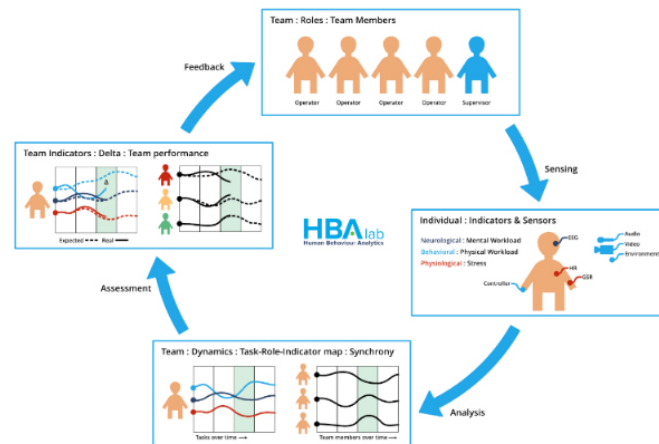 Team : Roles : Team Members
Operator
Operator
Operator
Operator
Supervisor
Feedback
Sensing
Team Indicators : Delta : Team performance
Δ
Expected Real
HBA lab
Human Behaviour Analytics
Individual : Indicators & Sensors
Neurological : Mental Workload
Behavioral : Physical Workload
Physiological : Stress
EEG
Audio
Video
Environment
HR
GSR
Controller
Assessment
Analysis
Team : Dynamics : Task-Role-Indicator map : Synchrony
Tasks over time
Team members over time